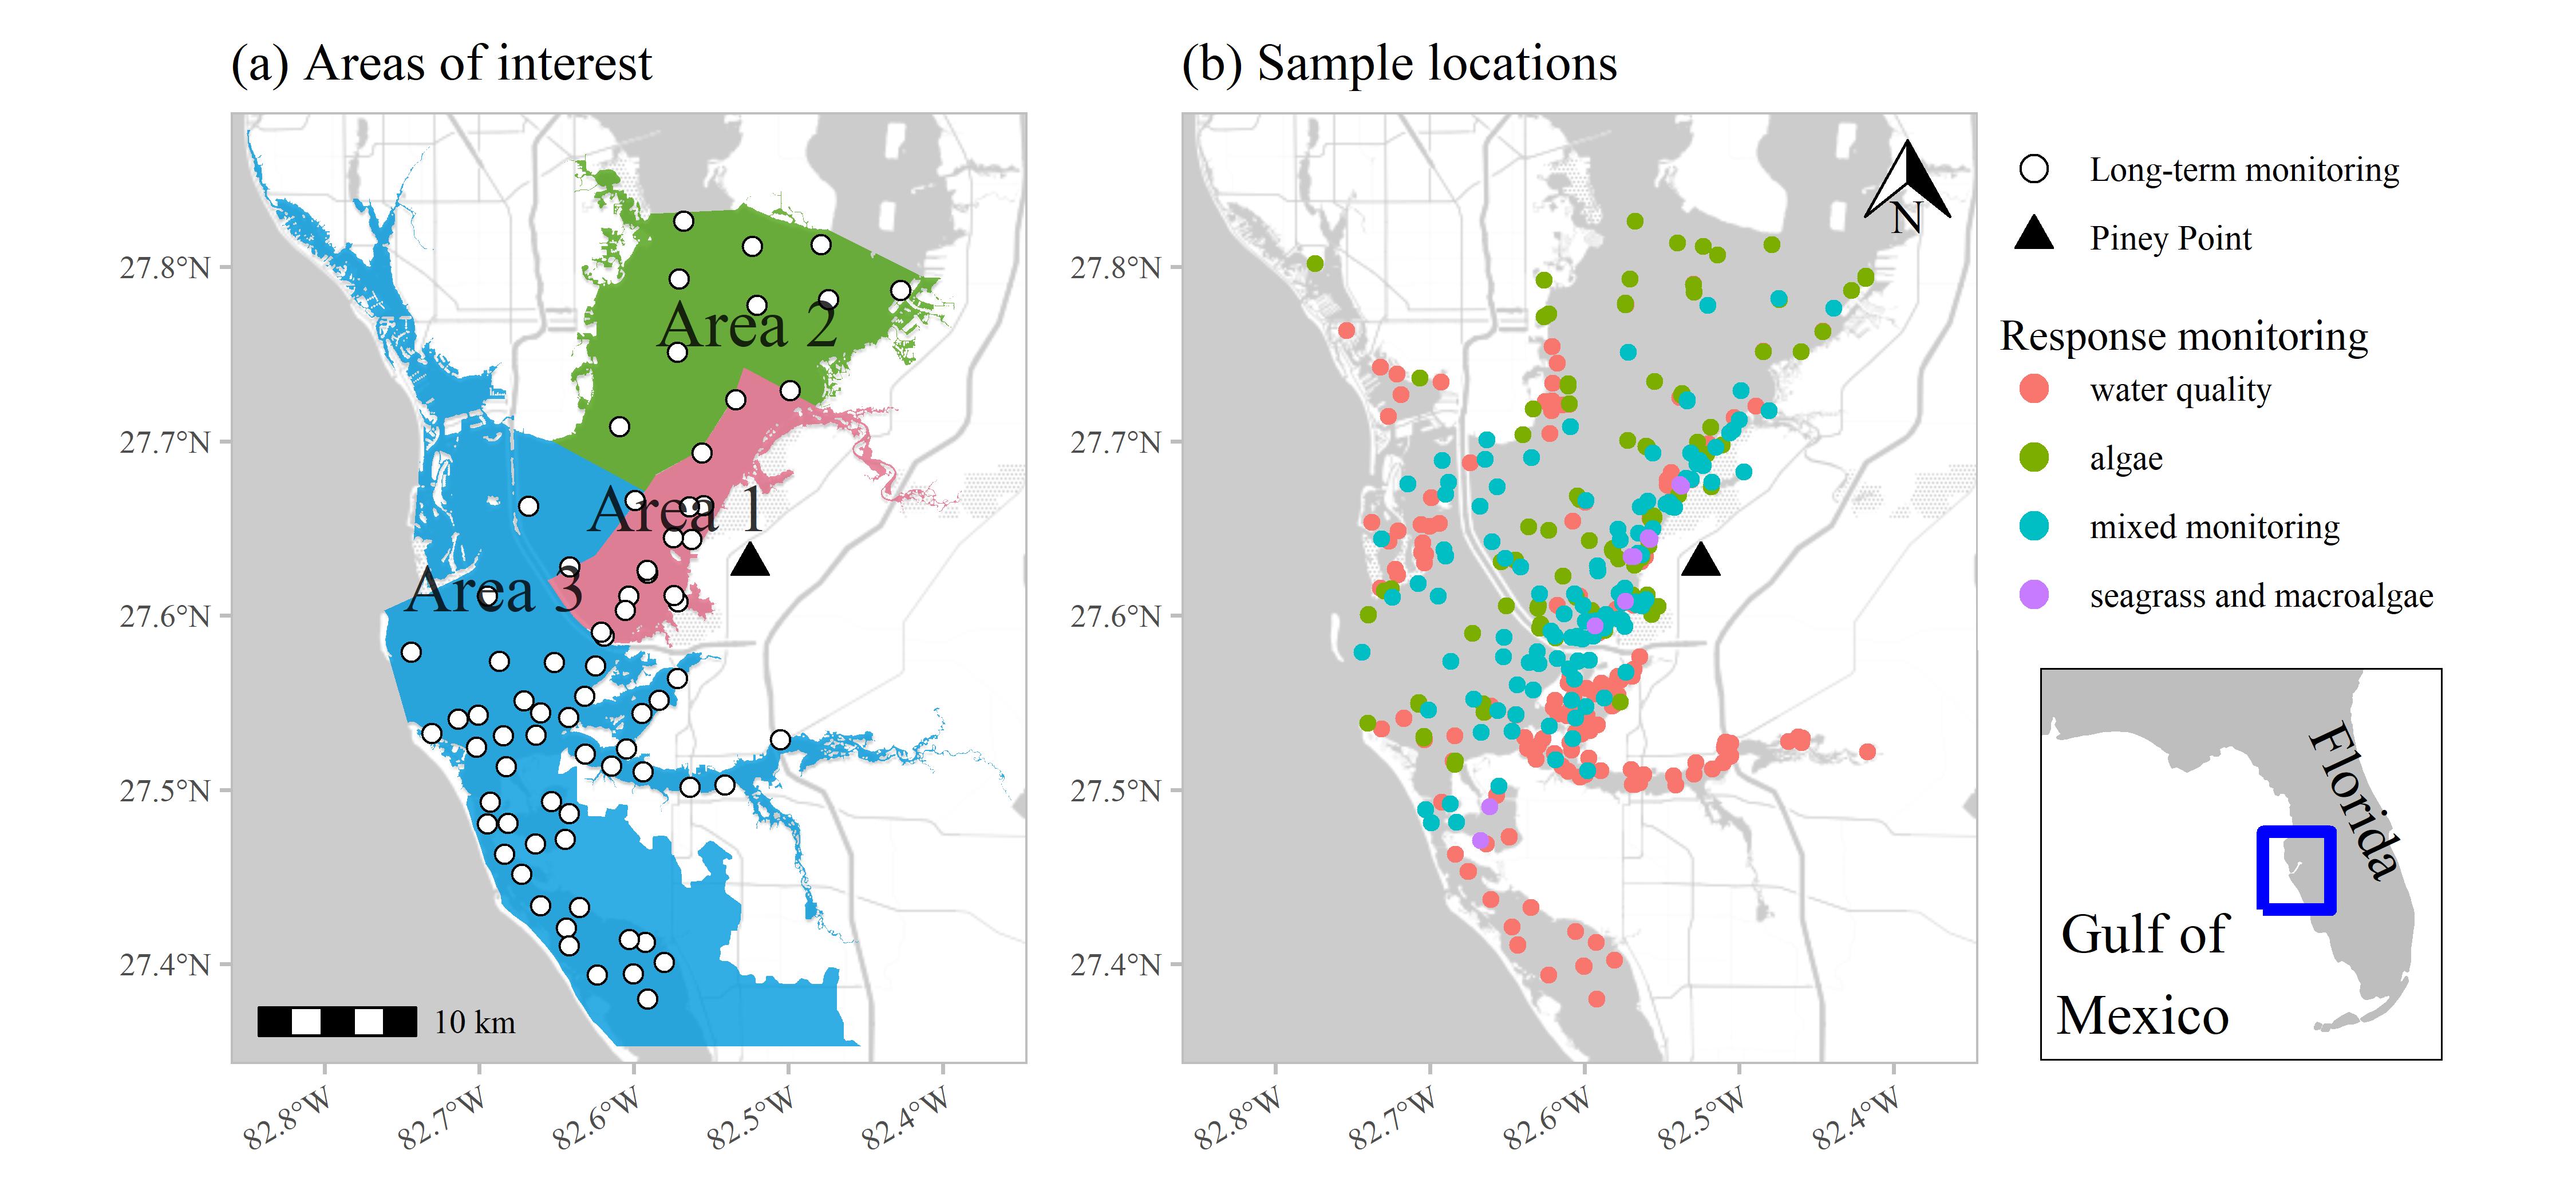 (a) Areas of interest
27.8°N
27.7°N
27.6°N
27.5°N
27.4°N
Area 2
Area 1
Area 3
10 km
82.8°W
82.7°W
82.6°W
82.5°W
82.4°W
(b) Sample locations
27.8°N
27.7°N
27.6°N
27.5°N
27.4°N
N
82.8°W
82.7°W
82.6°W
82.5°W
82.4°W
Long-term monitoring
Piney Point
Response monitoring
water quality
algae
mixed monitoring
seagrass and macroalgae
Florida
Gulf of
Mexico